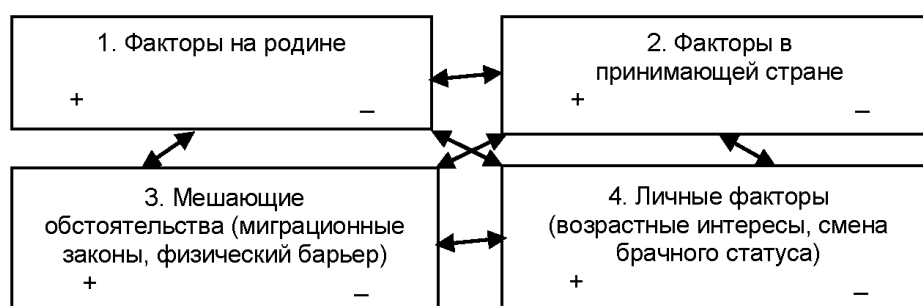 1. Факторы на родине
+ –
2. Факторы в
принимающей стране
+ –
3. Мешающие
обстоятельства (миграционные
законы, физический барьер)
+ –
4. Личные факторы
(возрастные интересы, смена
брачного статуса)
+ –